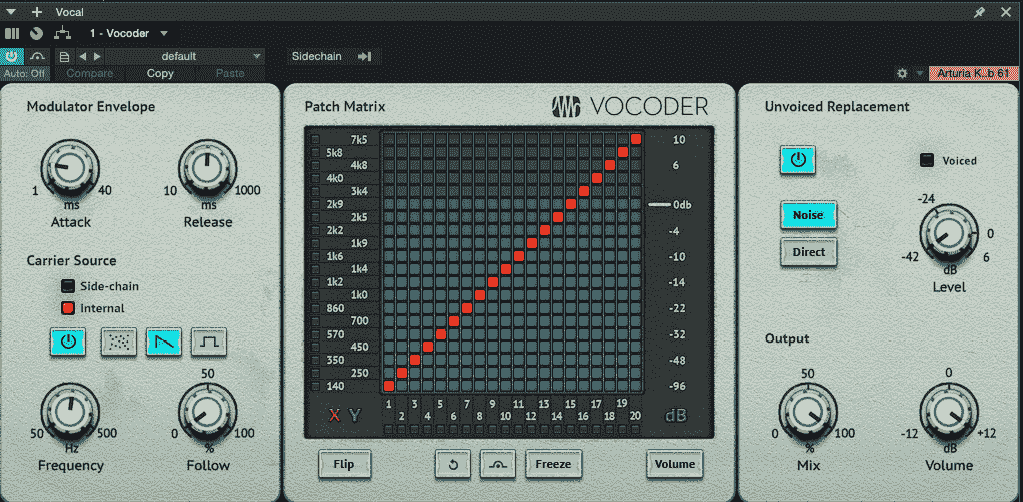 Vocal
1 - Vocoder
default
Sidechain
Auto: Off Compare Copy Paste
Arturia K..b 61
Modulator Envelope
1 40
ms
Attack
10 1000
ms
Release
Carrier Source
Side-chain
Internal
50 500
Hz
Frequency
50
0 100
%
Follow
Patch Matrix
VOCODER
7k5
5k8
4k8
4k0
3k4
2k9
2k5
2k2
1k9
1k6
1k4
1k2
1k0
860
700
570
450
350
250
140
10
6
0db
-4
-10
-14
-22
-32
-48
-96
X Y
1 3 5 7 9 11 13 15 17 19
2 4 6 8 10 12 14 16 18 20
dB
Flip
Freeze
Volume
Unvoiced Replacement
Voiced
Noise
Direct
-24
0
-42 6
dB
Level
Output
50
0 100
%
Mix
0
-12 +12
dB
Volume